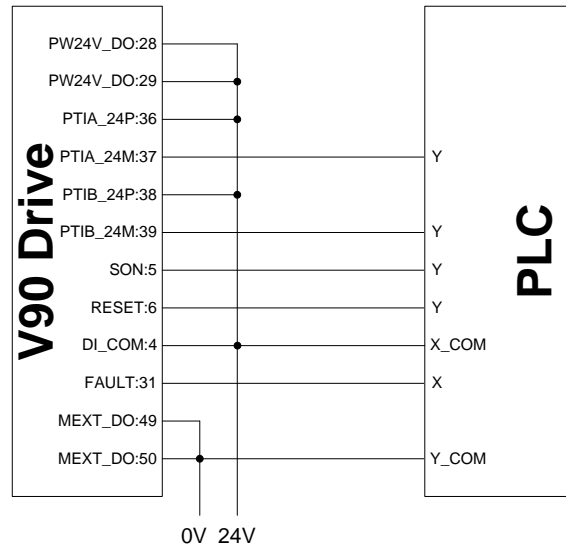 V90 Drive
PW24V_DO:28
PW24V_DO:29
PTIA_24P:36
PTIA_24M:37
PTIB_24P:38
PTIB_24M:39
SON:5
RESET:6
DI_COM:4
FAULT:31
MEXT_DO:49
MEXT_DO:50
Y
Y
Y
Y
X_COM
X
Y_COM
PLC
0V 24V